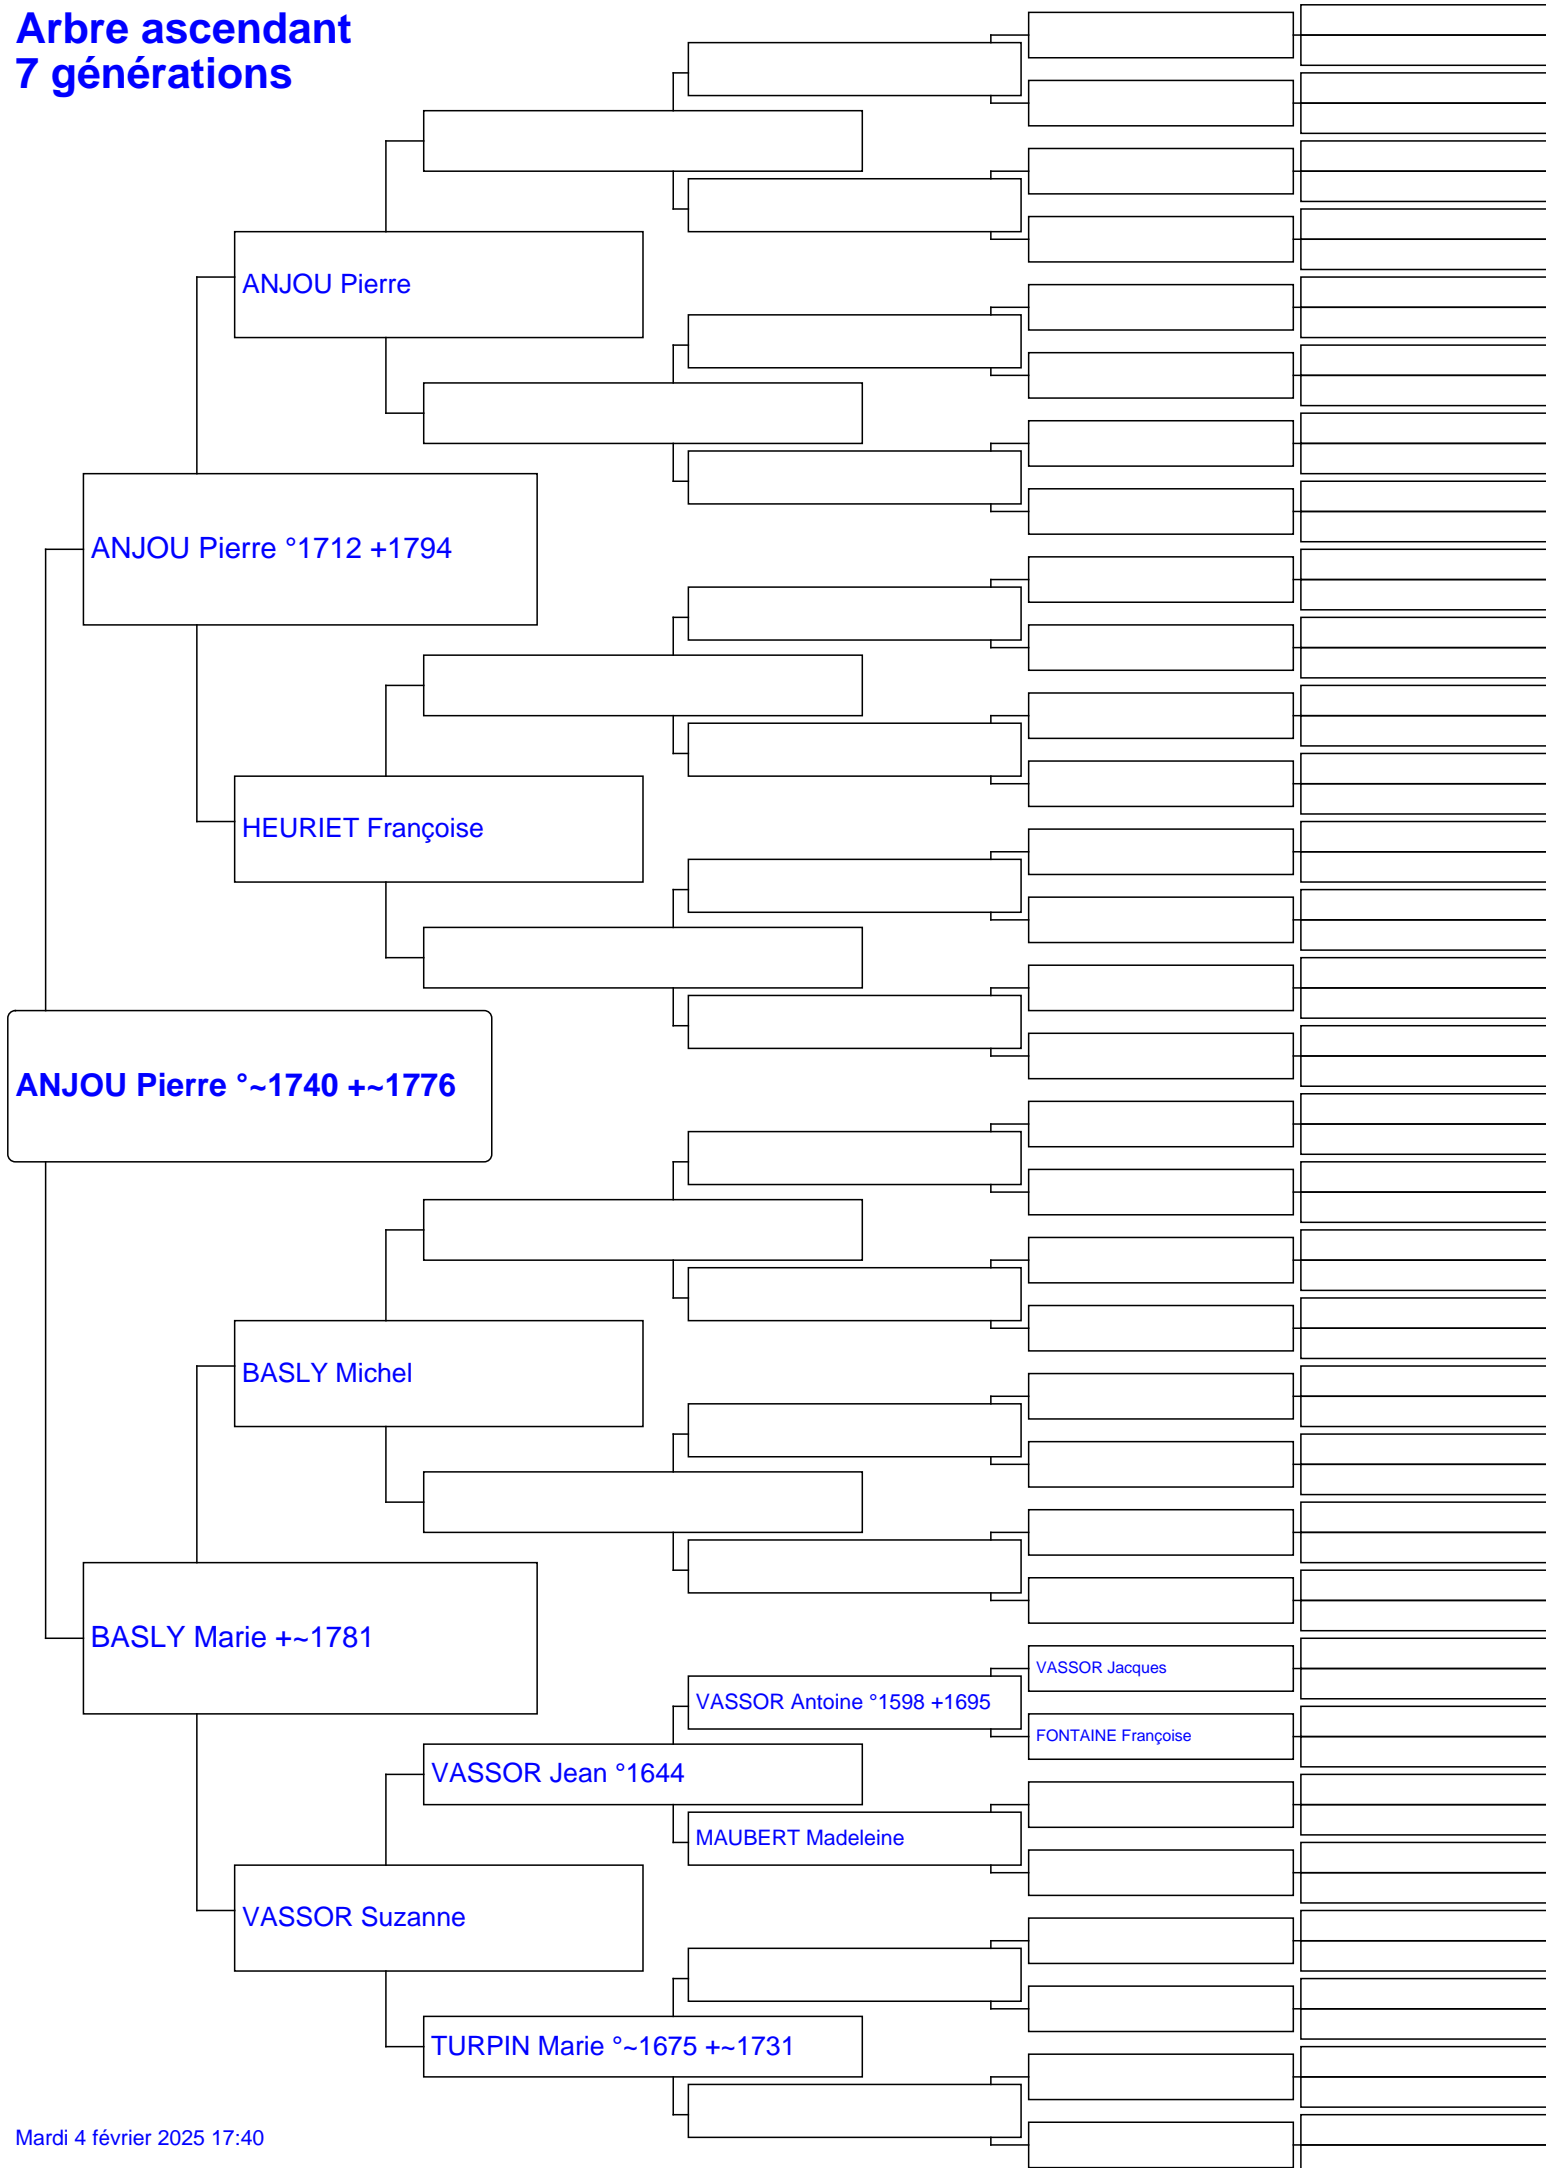 Arbre ascendant
7 générations
ANJOU Pierre
ANJOU Pierre °1712 +1794
HEURIET Françoise
ANJOU Pierre °~1740 +~1776
BASLY Michel
BASLY Marie +~1781
VASSOR Jacques
VASSOR Antoine °1598 +1695
FONTAINE Françoise
VASSOR Jean °1644
MAUBERT Madeleine
VASSOR Suzanne
TURPIN Marie °~1675 +~1731
Mardi 4 février 2025 17:40